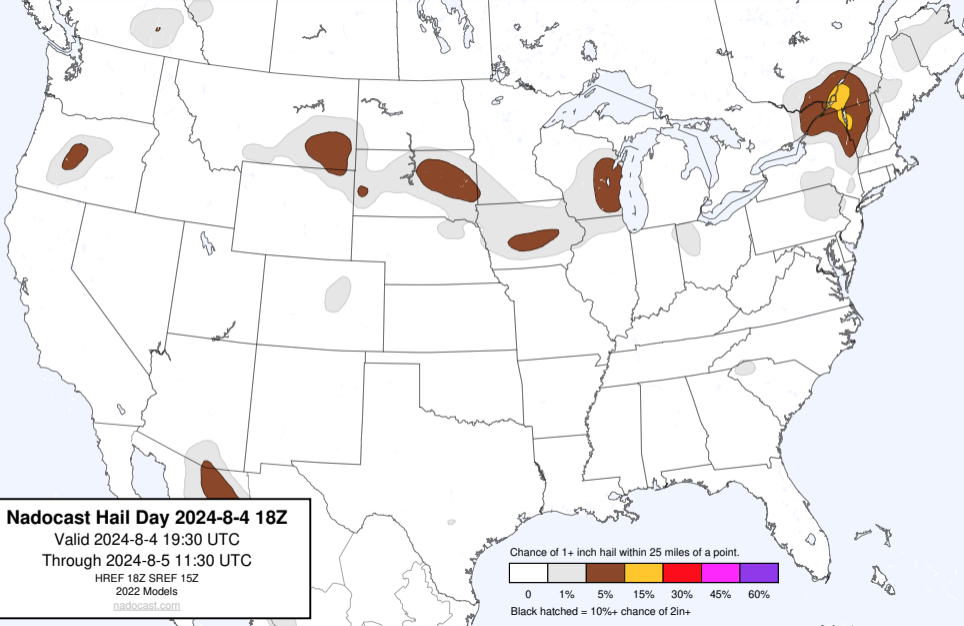 Nadocast Hail Day 2024-8-4 18Z
Valid 2024-8-4 19:30 UTC
Through 2024-8-5 11:30 UTC
HREF 18Z SREF 15Z
2022 Models
nadocast.com
Chance of 1+ inch hail within 25 miles of a point.
0 1% 5% 15% 30% 45% 60%
Black hatched = 10%+ chance of 2in+